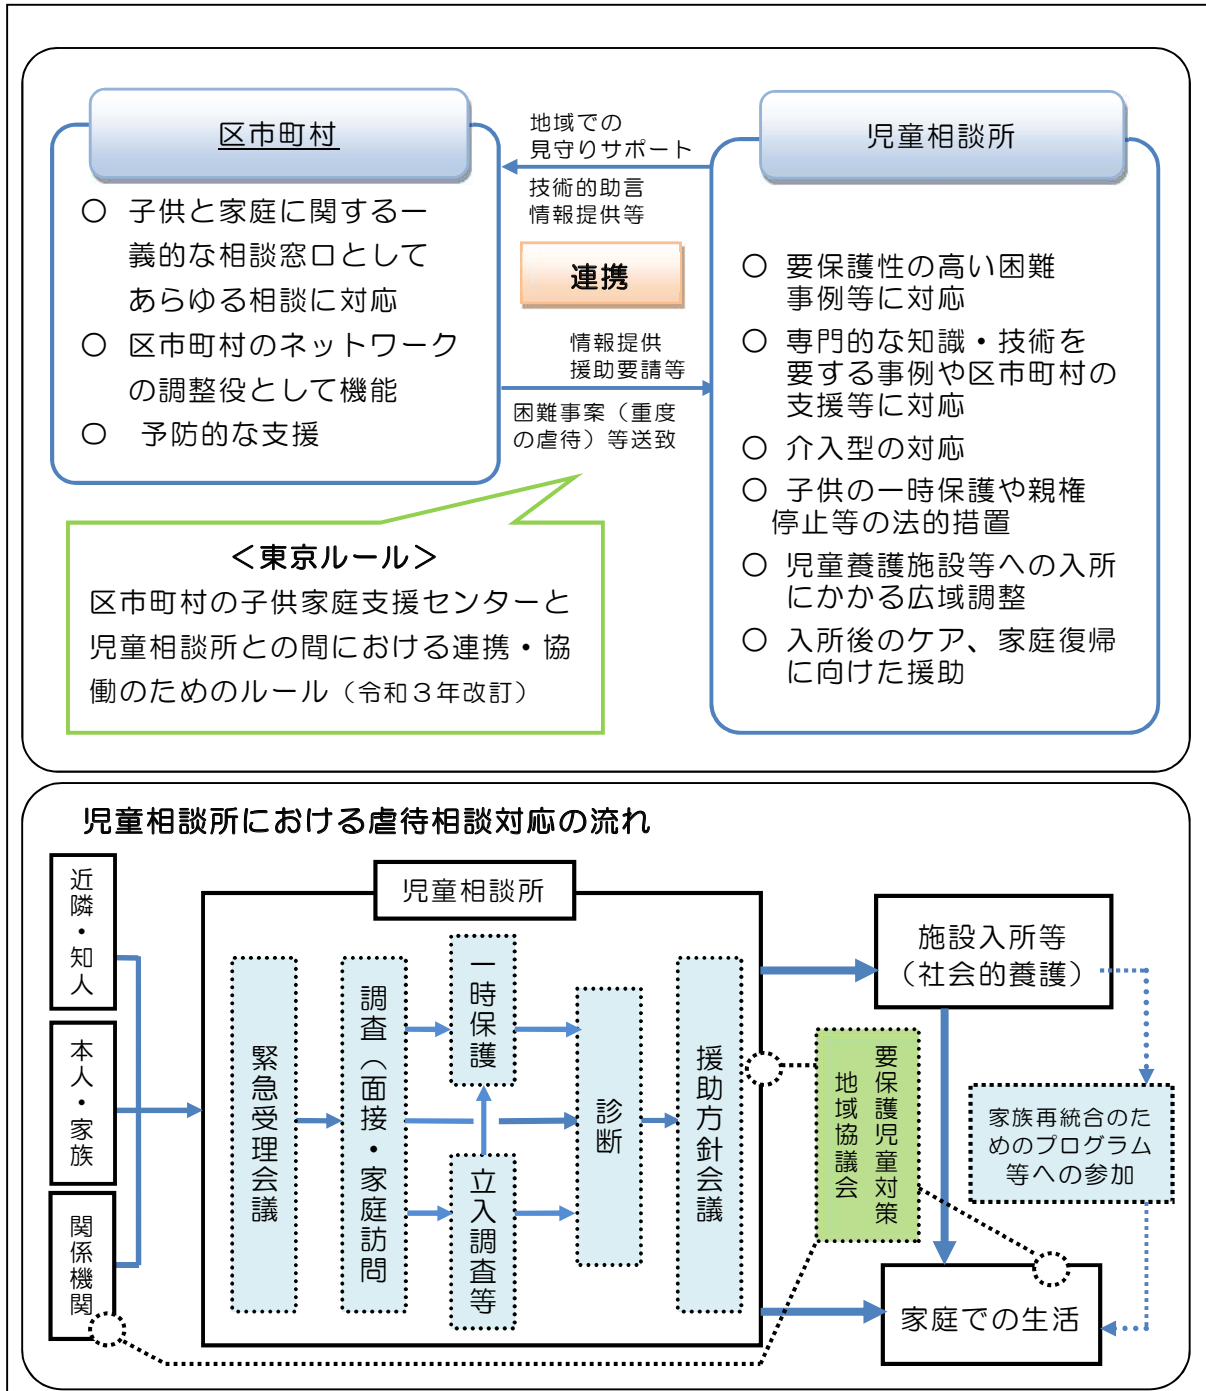 区市町村
○ 子供と家庭に関する一
義的な相談窓口として
あらゆる相談に対応
○ 区市町村のネットワーク
の調整役として機能
○ 予防的な支援
地域での
見守りサポート
技術的助言
情報提供等
連携
情報提供
援助要請等
困難事案（重度
の虐待）等送致
児童相談所
○ 要保護性の高い困難
事例等に対応
○ 専門的な知識・技術を
要する事例や区市町村の
支援等に対応
○ 介入型の対応
○ 子供の一時保護や親権
停止等の法的措置
○ 児童養護施設等への入所
にかかる広域調整
○ 入所後のケア、家庭復帰
に向けた援助
＜東京ルール＞
区市町村の子供家庭支援センターと
児童相談所との間における連携・協
働のためのルール（令和３年改訂）
児童相談所における虐待相談対応の流れ
近隣・知人
本人・家族
関係機関
児童相談所
緊急受理会議
調査（面接・家庭訪問
一時保護
立入調査等
診断
援助方針会議
要保護児童対策
地域協議会
施設入所等
（社会的養護）
家族再統合のた
めのプログラム
等への参加
家庭での生活